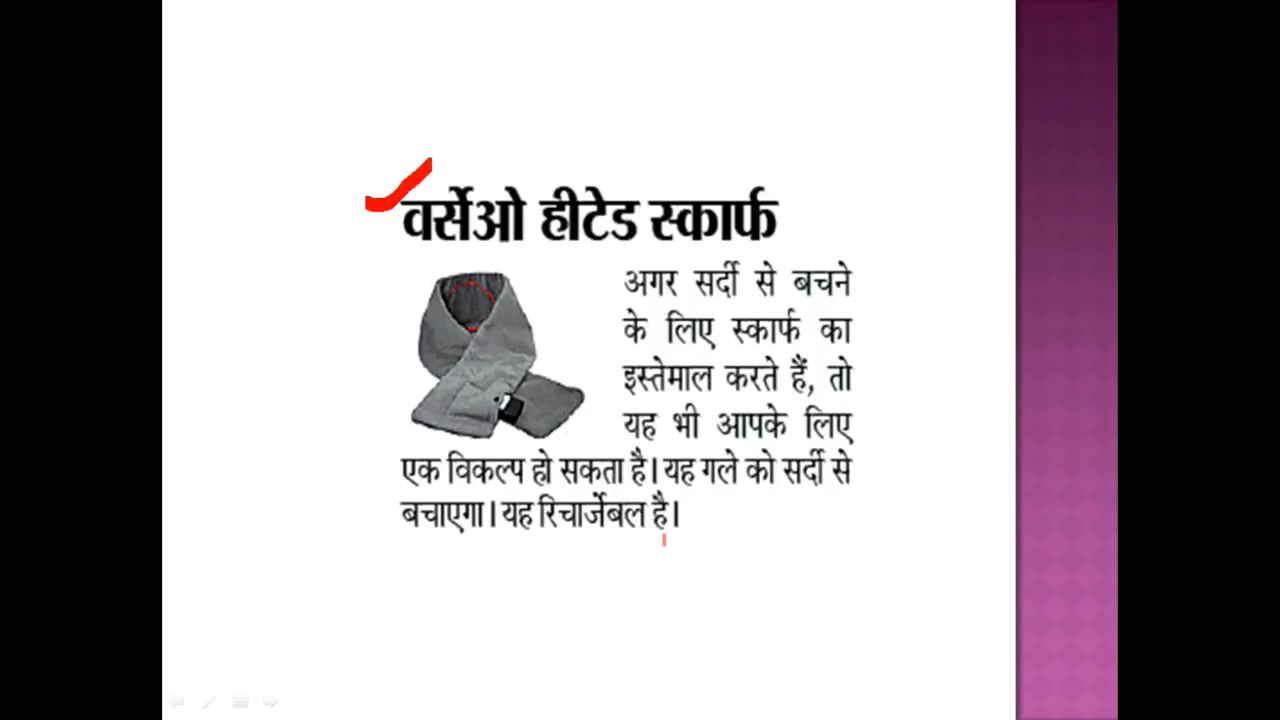 वर्सेओ हीटेड स्कार्फ
अगर सर्दी से बचने
के लिए स्कार्फ का
इस्तेमाल करते हैं, तो
यह भी आपके लिए
एक विकल्प हो सकता है। यह गले को सर्दी से
बचाएगा। यह रिचार्जेबल है।